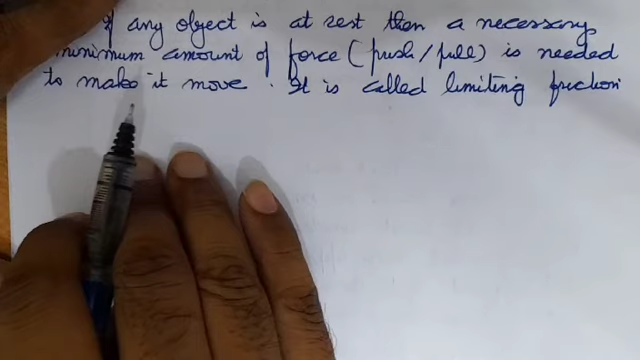 If any object is at rest then a necessary
minimum amount of force (push/pull) is needed
to make it move. It is called limiting friction